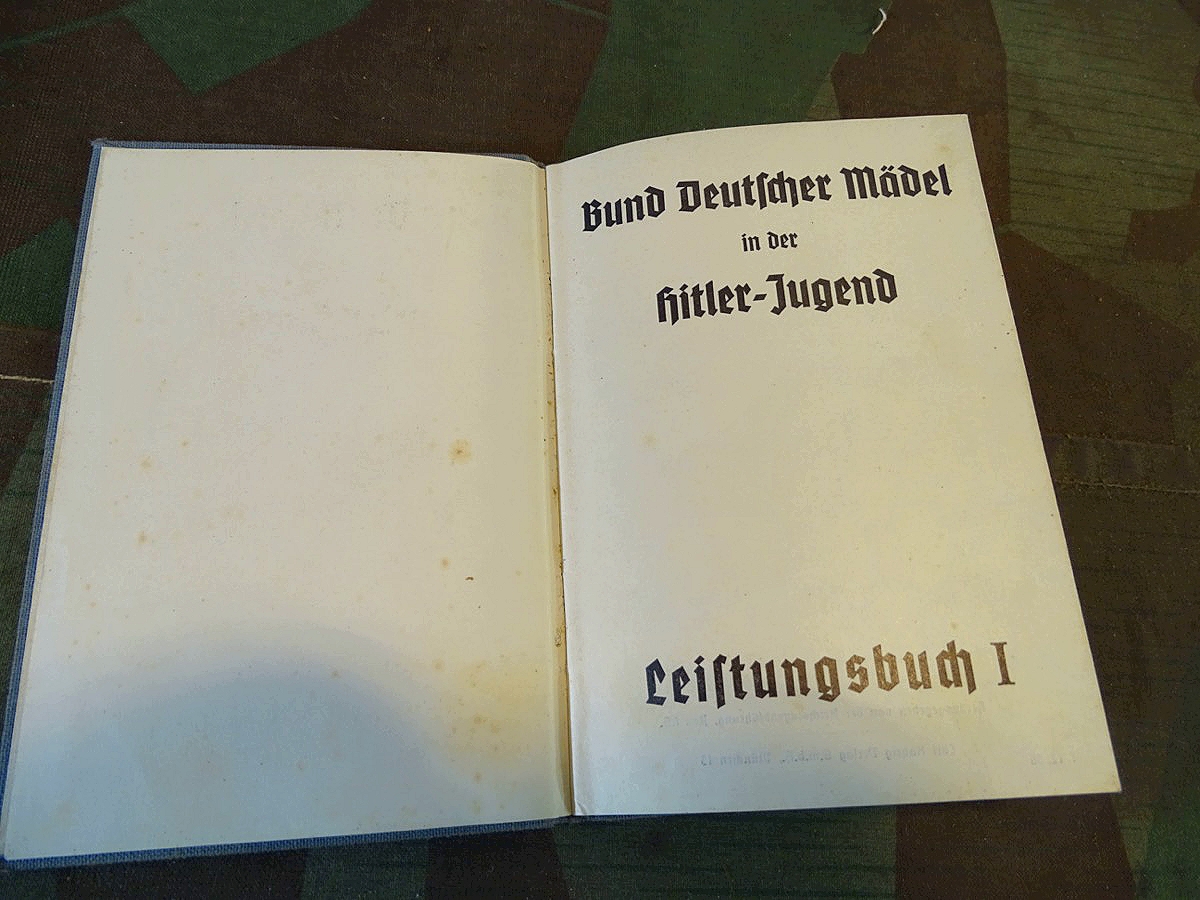 Bund Deutscher Mädel
in der
Hitler-Jugend
Leistungsbuch I